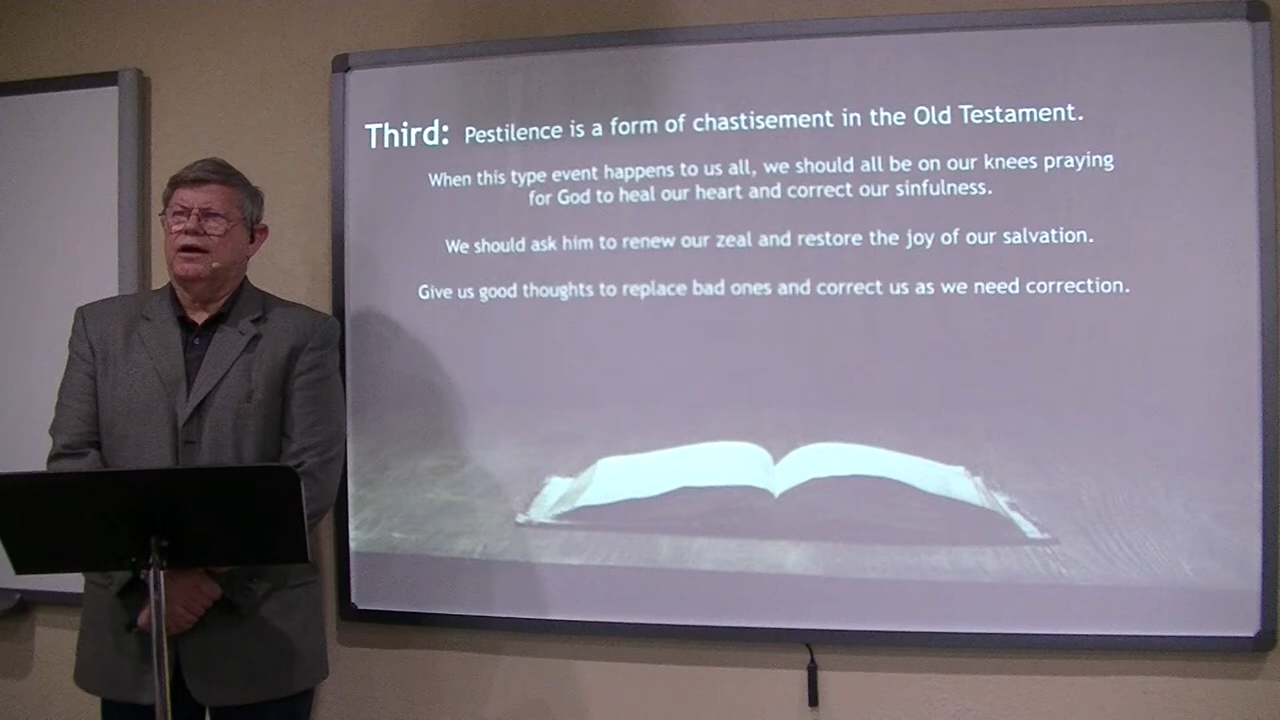 Third: Pestilence is a form of chastisement in the Old Testament.
When this type event happens to us all, we should all be on our knees praying
for God to heal our heart and correct our sinfulness.
We should ask him to renew our zeal and restore the joy of our salvation.
Give us good thoughts to replace bad ones and correct us as we need correction.